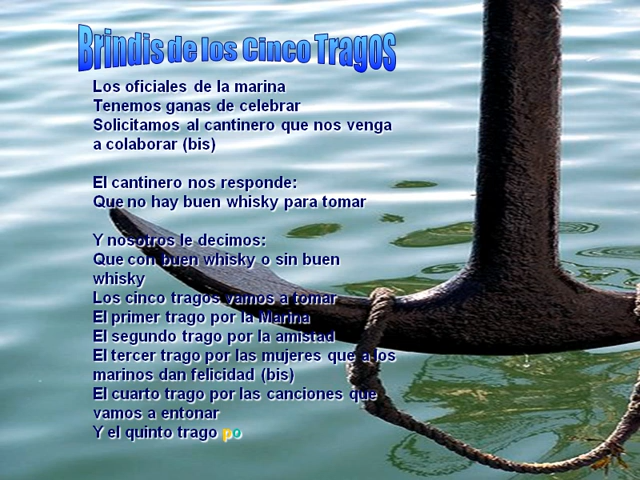 Brindis de los Cinco Tragos
Los oficiales de la marina
Tenemos ganas de celebrar
Solicitamos al cantinero que nos venga
a colaborar (bis)
El cantinero nos responde:
Que no hay buen whisky para tomar
Y nosotros le decimos:
Que con buen whisky o sin buen
whisky
Los cinco tragos vamos a tomar
El primer trago por la Marina
El segundo trago por la amistad
El tercer trago por las mujeres que a los
marinos dan felicidad (bis)
El cuarto trago por las canciones que
vamos a entonar
Y el quinto trago po